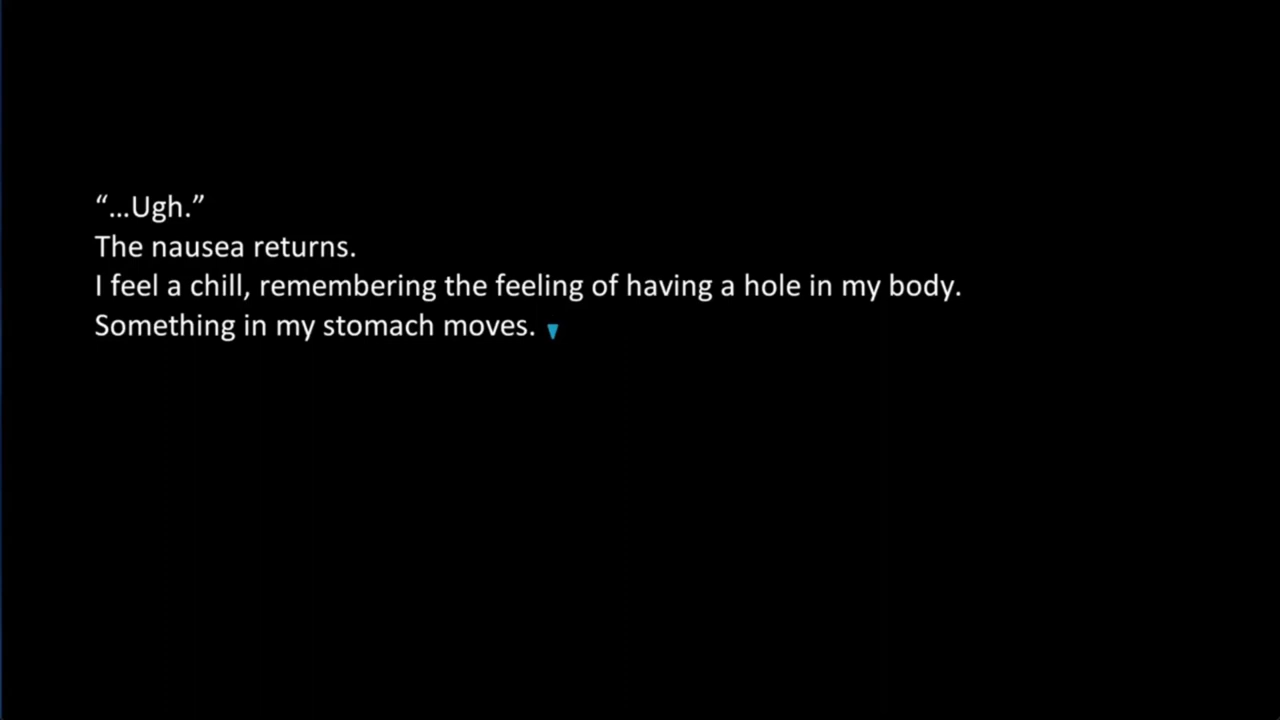 “…Ugh.”
The nausea returns.
I feel a chill, remembering the feeling of having a hole in my body.
Something in my stomach moves.